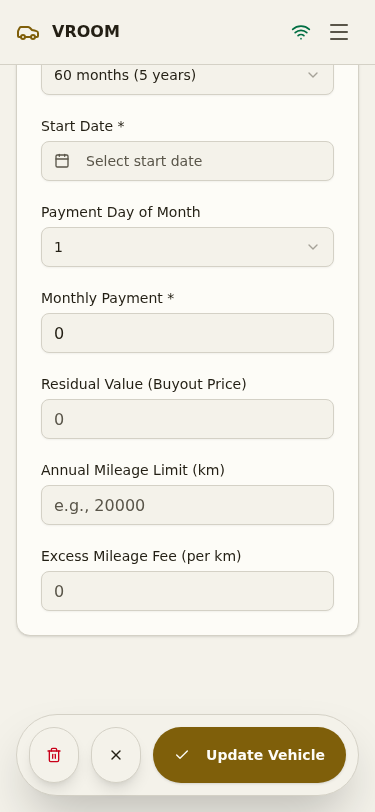 VROOM
60 months (5 years)
Start Date *
Select start date
Payment Day of Month
1
Monthly Payment *
0
Residual Value (Buyout Price)
0
Annual Mileage Limit (km)
e.g., 20000
Excess Mileage Fee (per km)
0
Update Vehicle